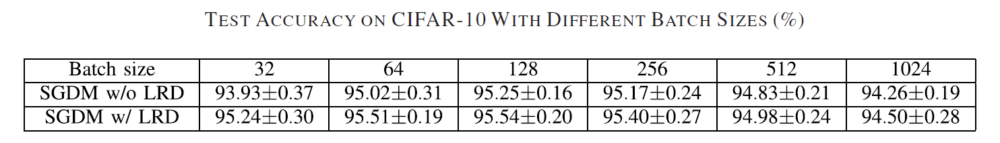 TEST ACCURACY ON CIFAR-10 WITH DIFFERENT BATCH SIZES (%)
Batch size 32 64 128 256 512 1024
SGDM w/o LRD 93.93±0.37 95.02±0.31 95.25±0.16 95.17±0.24 94.83±0.21 94.26±0.19
SGDM w/ LRD 95.24±0.30 95.51±0.19 95.54±0.20 95.40±0.27 94.98±0.24 94.50±0.28